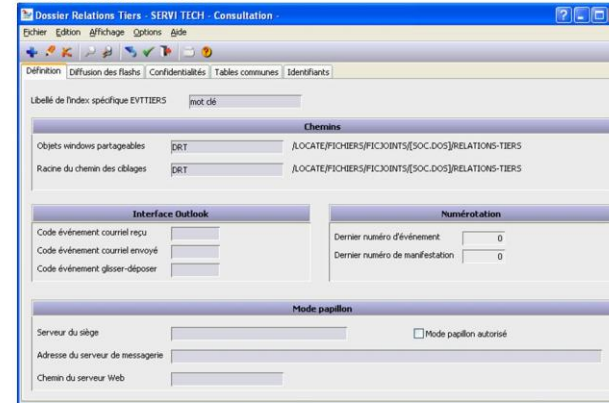 Dossier Relations Tiers - SERVI TECH - Consultation -
Fichier Edition Affichage Options Aide
Définition Diffusion des flashs Confidentialités Tables communes Identifiants
Libellé de l'index spécifique EVTTIERS mot clé
Chemins
Objets windows partageables DRT /LOCATE/FICHIERS/FICJOINTS/[SOC.DOS]/RELATIONS-TIERS
Racine du chemin des ciblages DRT /LOCATE/FICHIERS/FICJOINTS/[SOC.DOS]/RELATIONS-TIERS
Interface Outlook Numérotation
Code événement courriel reçu
Dernier numéro d'événement 0
Code événement courriel envoyé
Dernier numéro de manifestation 0
Code événement glisser-déposer
Mode papillon
Serveur du siège Mode papillon autorisé
Adresse du serveur de messagerie
Chemin du serveur Web